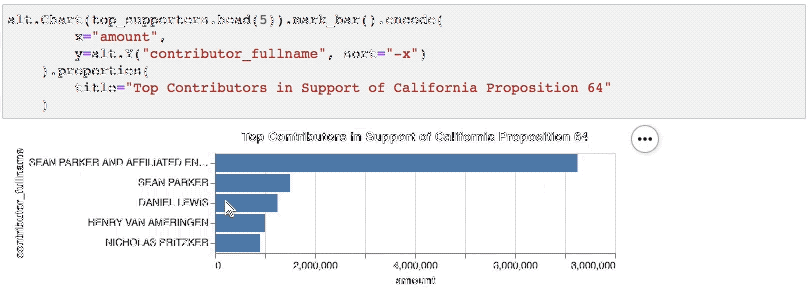 alt.Chart(top_supporters.head(5)).mark_bar().encode(
x="amount",
y=alt.Y("contributor_fullname", sort="-x")
).properties(
title="Top Contributors in Support of California Proposition 64"
)
Top Contributors in Support of California Proposition 64
contributor_fullname
SEAN PARKER AND AFFILIATED EN...
SEAN PARKER
DANIEL LEWIS
HENRY VAN AMERINGEN
NICHOLAS PRITZKER
0 2,000,000 4,000,000 6,000,000 8,000,000
amount